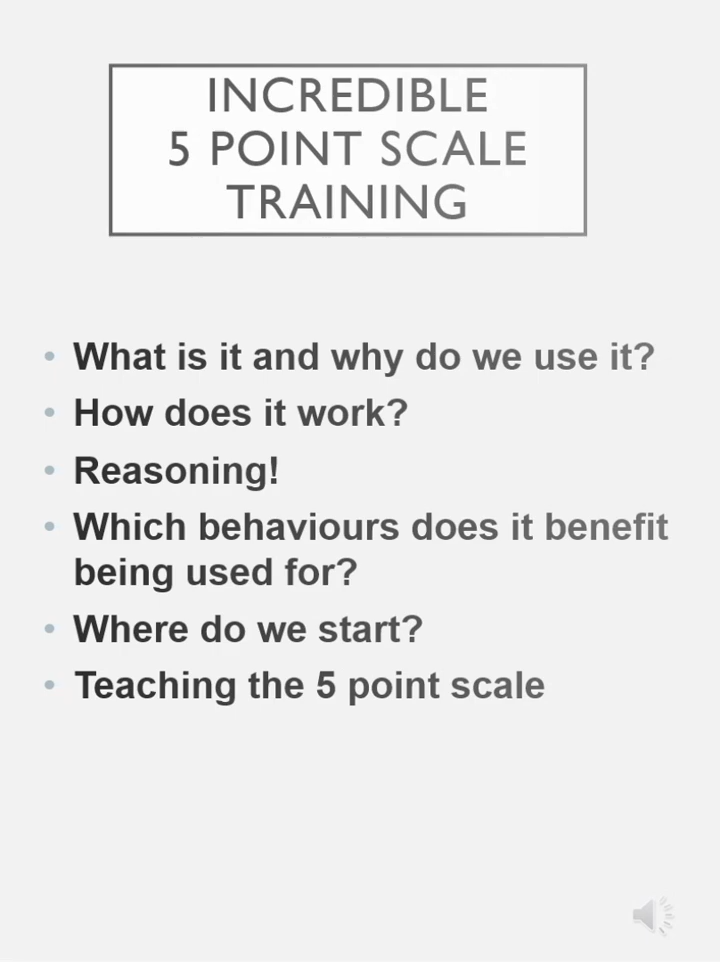 INCREDIBLE
5 POINT SCALE
TRAINING
• What is it and why do we use it?
• How does it work?
• Reasoning!
• Which behaviours does it benefit
being used for?
• Where do we start?
• Teaching the 5 point scale